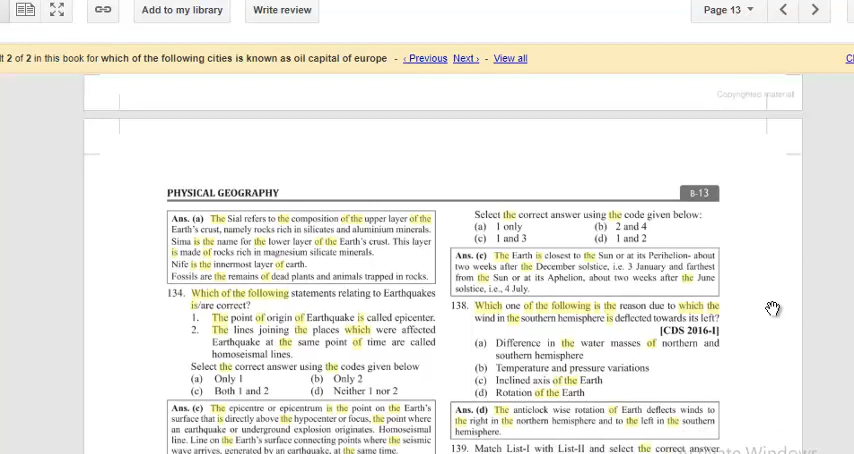 Add to my library
Write review
Page 13
lt 2 of 2 in this book for which of the following cities is known as oil capital of europe - ‹ Previous Next › - View all
Copyrighted material
PHYSICAL GEOGRAPHY
B-13
Ans. (a) The Sial refers to the composition of the upper layer of the
Earth's crust, namely rocks rich in silicates and aluminium minerals.
Sima is the name for the lower layer of the Earth's crust. This layer
is made of rocks rich in magnesium silicate minerals.
Nife is the innermost layer of earth.
Fossils are the remains of dead plants and animals trapped in rocks.
134. Which of the following statements relating to Earthquakes
is/are correct?
1. The point of origin of Earthquake is called epicenter.
2. The lines joining the places which were affected
Earthquake at the same point of time are called
homoseismal lines.
Select the correct answer using the codes given below
(a) Only 1 (b) Only 2
(c) Both 1 and 2 (d) Neither 1 nor 2
Ans. (c) The epicentre or epicentrum is the point on the Earth's
surface that is directly above the hypocenter or focus, the point where
an earthquake or underground explosion originates. Homoseismal
line. Line on the Earth's surface connecting points where the seismic
wave arrives, generated by an earthquake, at the same time.
Select the correct answer using the code given below:
(a) 1 only (b) 2 and 4
(c) 1 and 3 (d) 1 and 2
Ans. (c) The Earth is closest to the Sun or at its Perihelion- about
two weeks after the December solstice, i.e. 3 January and farthest
from the Sun or at its Aphelion, about two weeks after the June
solstice, i.e., 4 July.
138. Which one of the following is the reason due to which the
wind in the southern hemisphere is deflected towards its left?
[CDS 2016-I]
(a) Difference in the water masses of northern and
southern hemisphere
(b) Temperature and pressure variations
(c) Inclined axis of the Earth
(d) Rotation of the Earth
Ans. (d) The anticlock wise rotation of Earth deflects winds to
the right in the northern hemisphere and to the left in the southern
hemisphere.
139. Match List-I with List-II and select the correct answer